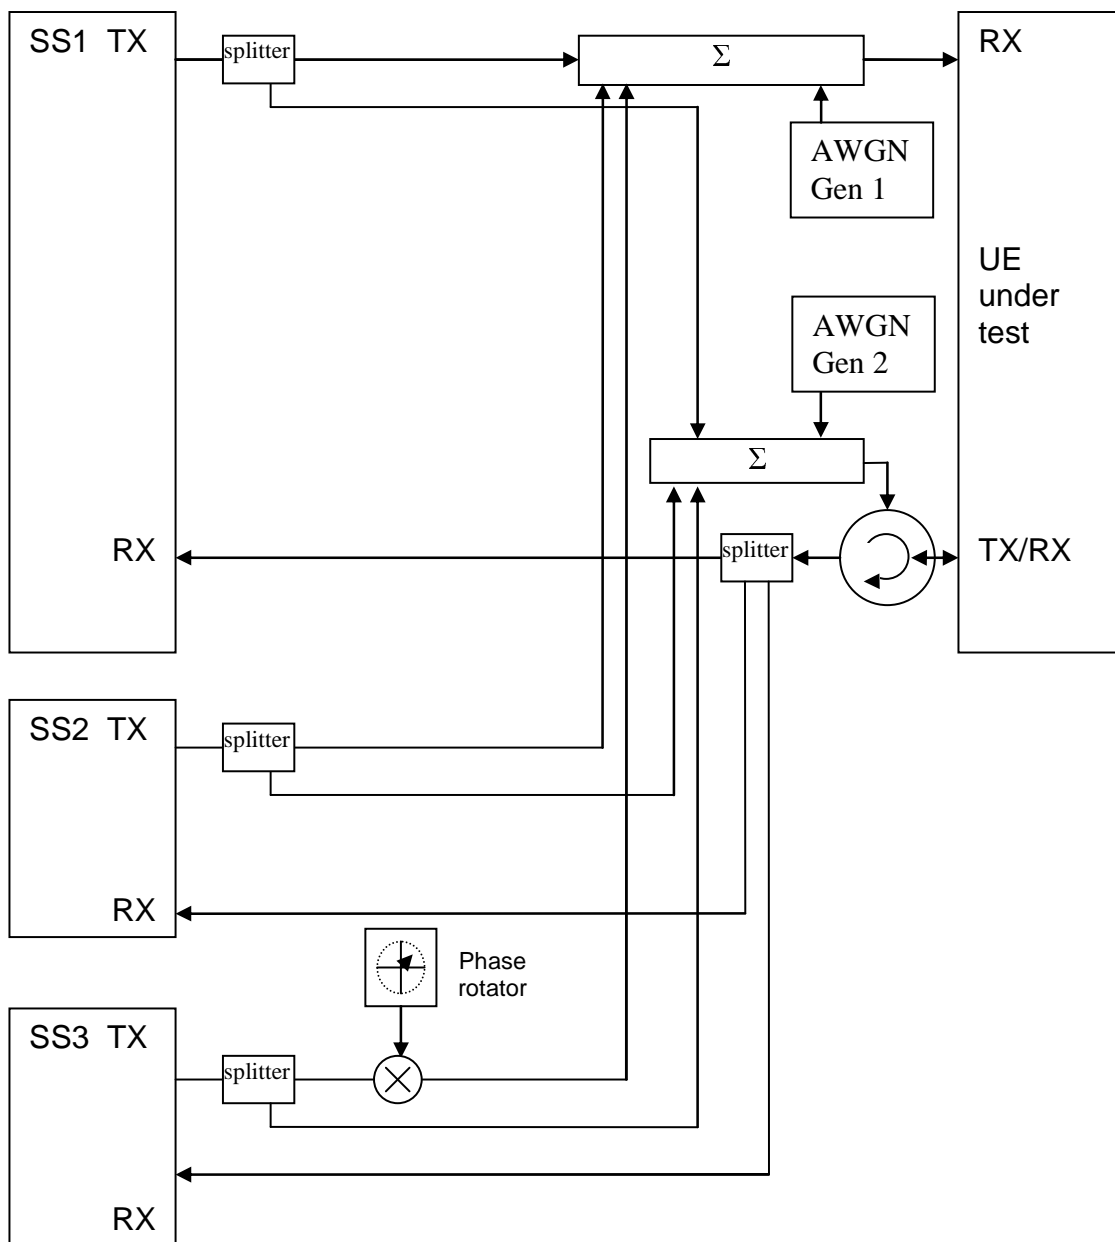 SS1 TX
splitter
Σ
RX
AWGN
Gen 1
UE
under
test
AWGN
Gen 2
Σ
RX
splitter
TX/RX
SS2 TX
splitter
RX
Phase
rotator
SS3 TX
splitter
RX